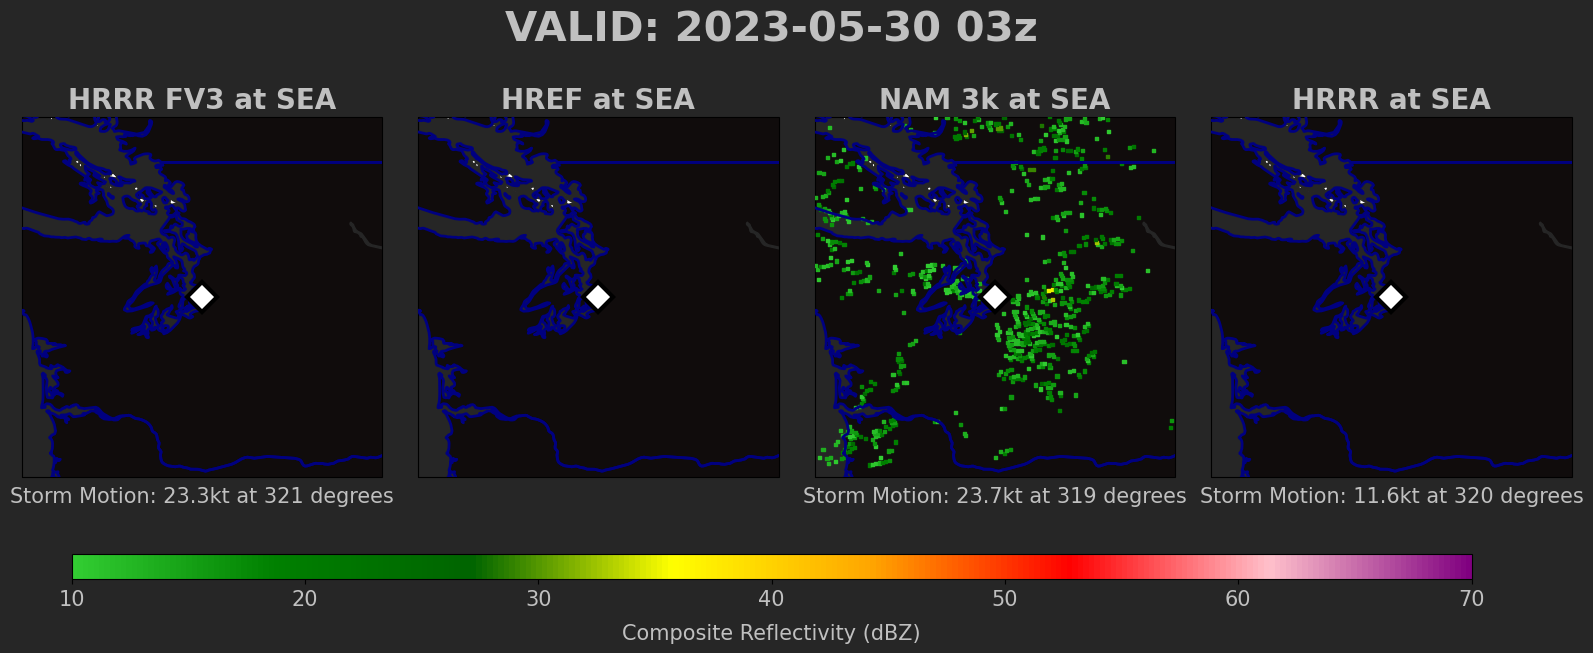 VALID: 2023-05-30 03z
HRRR FV3 at SEA
HREF at SEA
NAM 3k at SEA
HRRR at SEA
Storm Motion: 23.3kt at 321 degrees
Storm Motion: 23.7kt at 319 degrees
Storm Motion: 11.6kt at 320 degrees
10 20 30 40 50 60 70
Composite Reflectivity (dBZ)